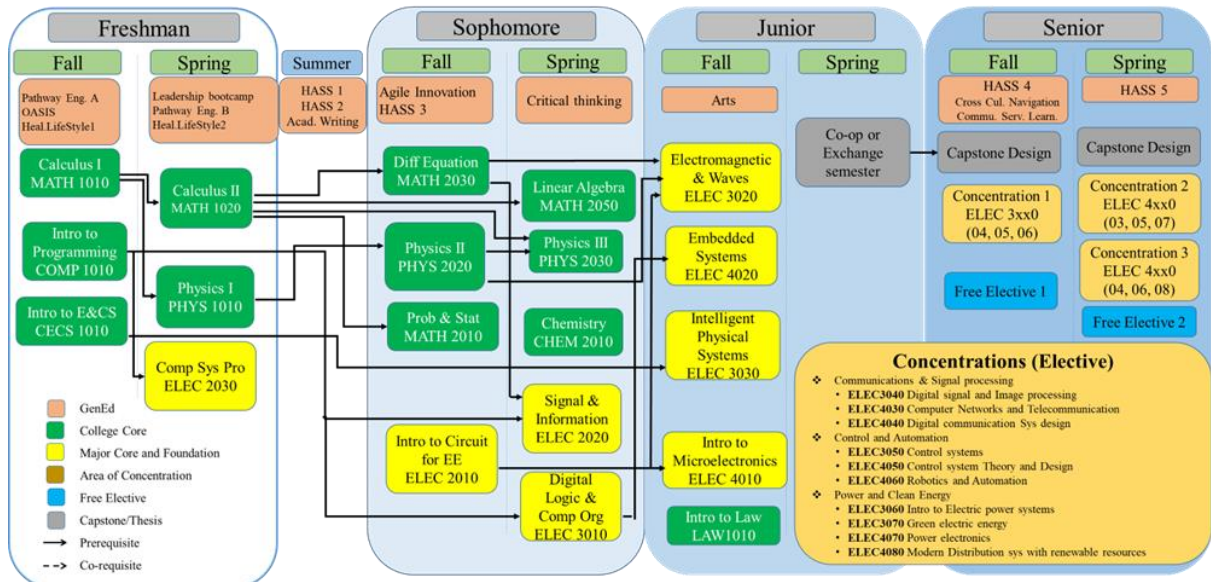 Freshman
Fall
Spring
Summer
Pathway Eng. A
OASIS
Heal.LifeStyle1
Leadership bootcamp
Pathway Eng. B
Heal.LifeStyle2
HASS 1
HASS 2
Acad. Writing
Calculus I
MATH 1010
Calculus II
MATH 1020
Intro to
Programming
COMP 1010
Physics I
PHYS 1010
Intro to E&CS
CECS 1010
Comp Sys Pro
ELEC 2030
GenEd
College Core
Major Core and Foundation
Area of Concentration
Free Elective
Capstone/Thesis
Prerequisite
Co-requisite
Sophomore
Fall
Spring
Agile Innovation
HASS 3
Critical thinking
Diff Equation
MATH 2030
Linear Algebra
MATH 2050
Physics II
PHYS 2020
Physics III
PHYS 2030
Prob & Stat
MATH 2010
Chemistry
CHEM 2010
Signal &
Information
ELEC 2020
Intro to Circuit
for EE
ELEC 2010
Digital
Logic &
Comp Org
ELEC 3010
Junior
Fall
Spring
Arts
Electromagnetic
& Waves
ELEC 3020
Co-op or
Exchange
semester
Embedded
Systems
ELEC 4020
Intelligent
Physical
Systems
ELEC 3030
Intro to
Microelectronics
ELEC 4010
Intro to Law
LAW1010
Senior
Fall
Spring
HASS 4
Cross Cul. Navigation
Commu. Serv. Learn.
HASS 5
Capstone Design
Capstone Design
Concentration 1
ELEC 3xx0
(04, 05, 06)
Concentration 2
ELEC 4xx0
(03, 05, 07)
Concentration 3
ELEC 4xx0
(04, 06, 08)
Free Elective 1
Free Elective 2
Concentrations (Elective)
❖ Communications & Signal processing
• ELEC3040 Digital signal and Image processing
• ELEC4030 Computer Networks and Telecommunication
• ELEC4040 Digital communication Sys design
❖ Control and Automation
• ELEC3050 Control systems
• ELEC4050 Control system Theory and Design
• ELEC4060 Robotics and Automation
❖ Power and Clean Energy
• ELEC3060 Intro to Electric power systems
• ELEC3070 Green electric energy
• ELEC4070 Power electronics
• ELEC4080 Modern Distribution sys with renewable resources